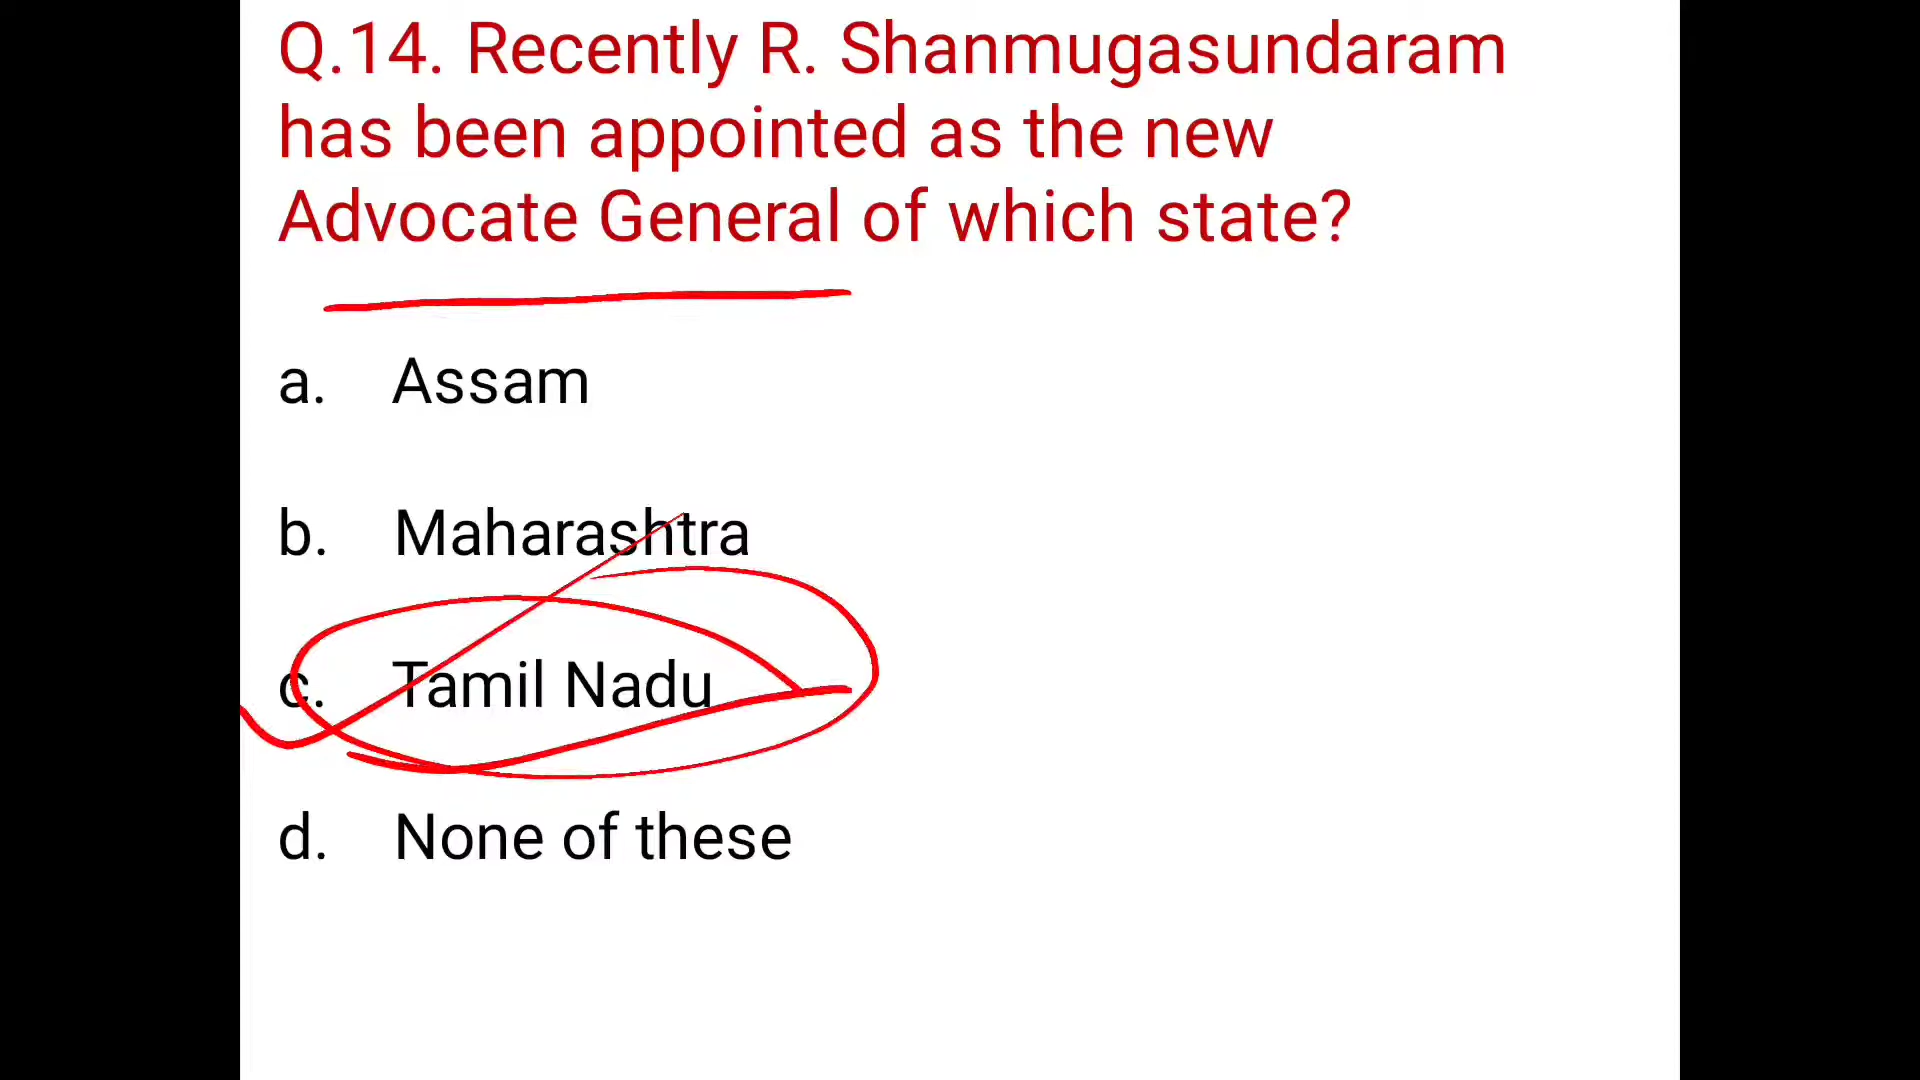 Q.14. Recently R. Shanmugasundaram
has been appointed as the new
Advocate General of which state?
a. Assam
b. Maharashtra
c. Tamil Nadu
d. None of these